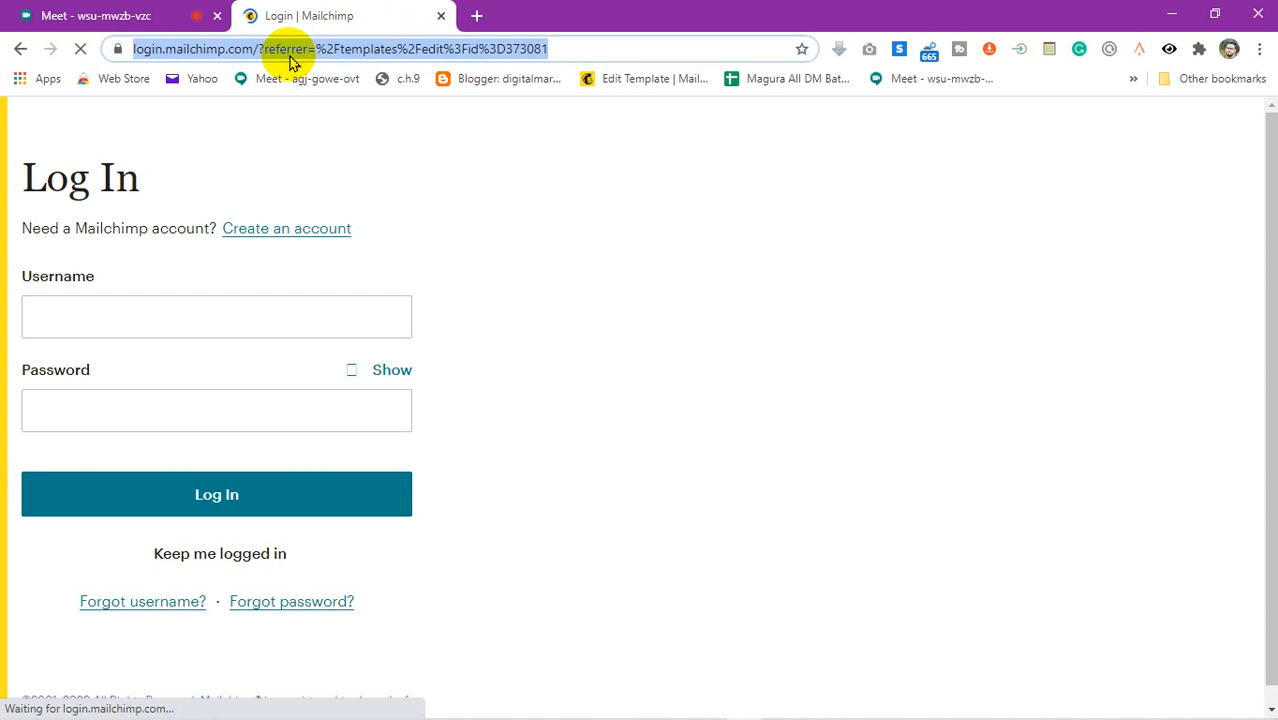 Meet - wsu-mwzb-vzc
Login | Mailchimp
login.mailchimp.com/?referrer=%2Ftemplates%2Fedit%3Fid%3D373081
665
Apps
Web Store
Yahoo
Meet - agj-gowe-ovt
c.h.9
Blogger: digitalmar...
Edit Template | Mail...
Magura All DM Bat...
Meet - wsu-mwzb-...
»
Other bookmarks
Log In
Need a Mailchimp account? Create an account
Username
Password
Show
Log In
Keep me logged in
Forgot username? · Forgot password?
Waiting for login.mailchimp.com...